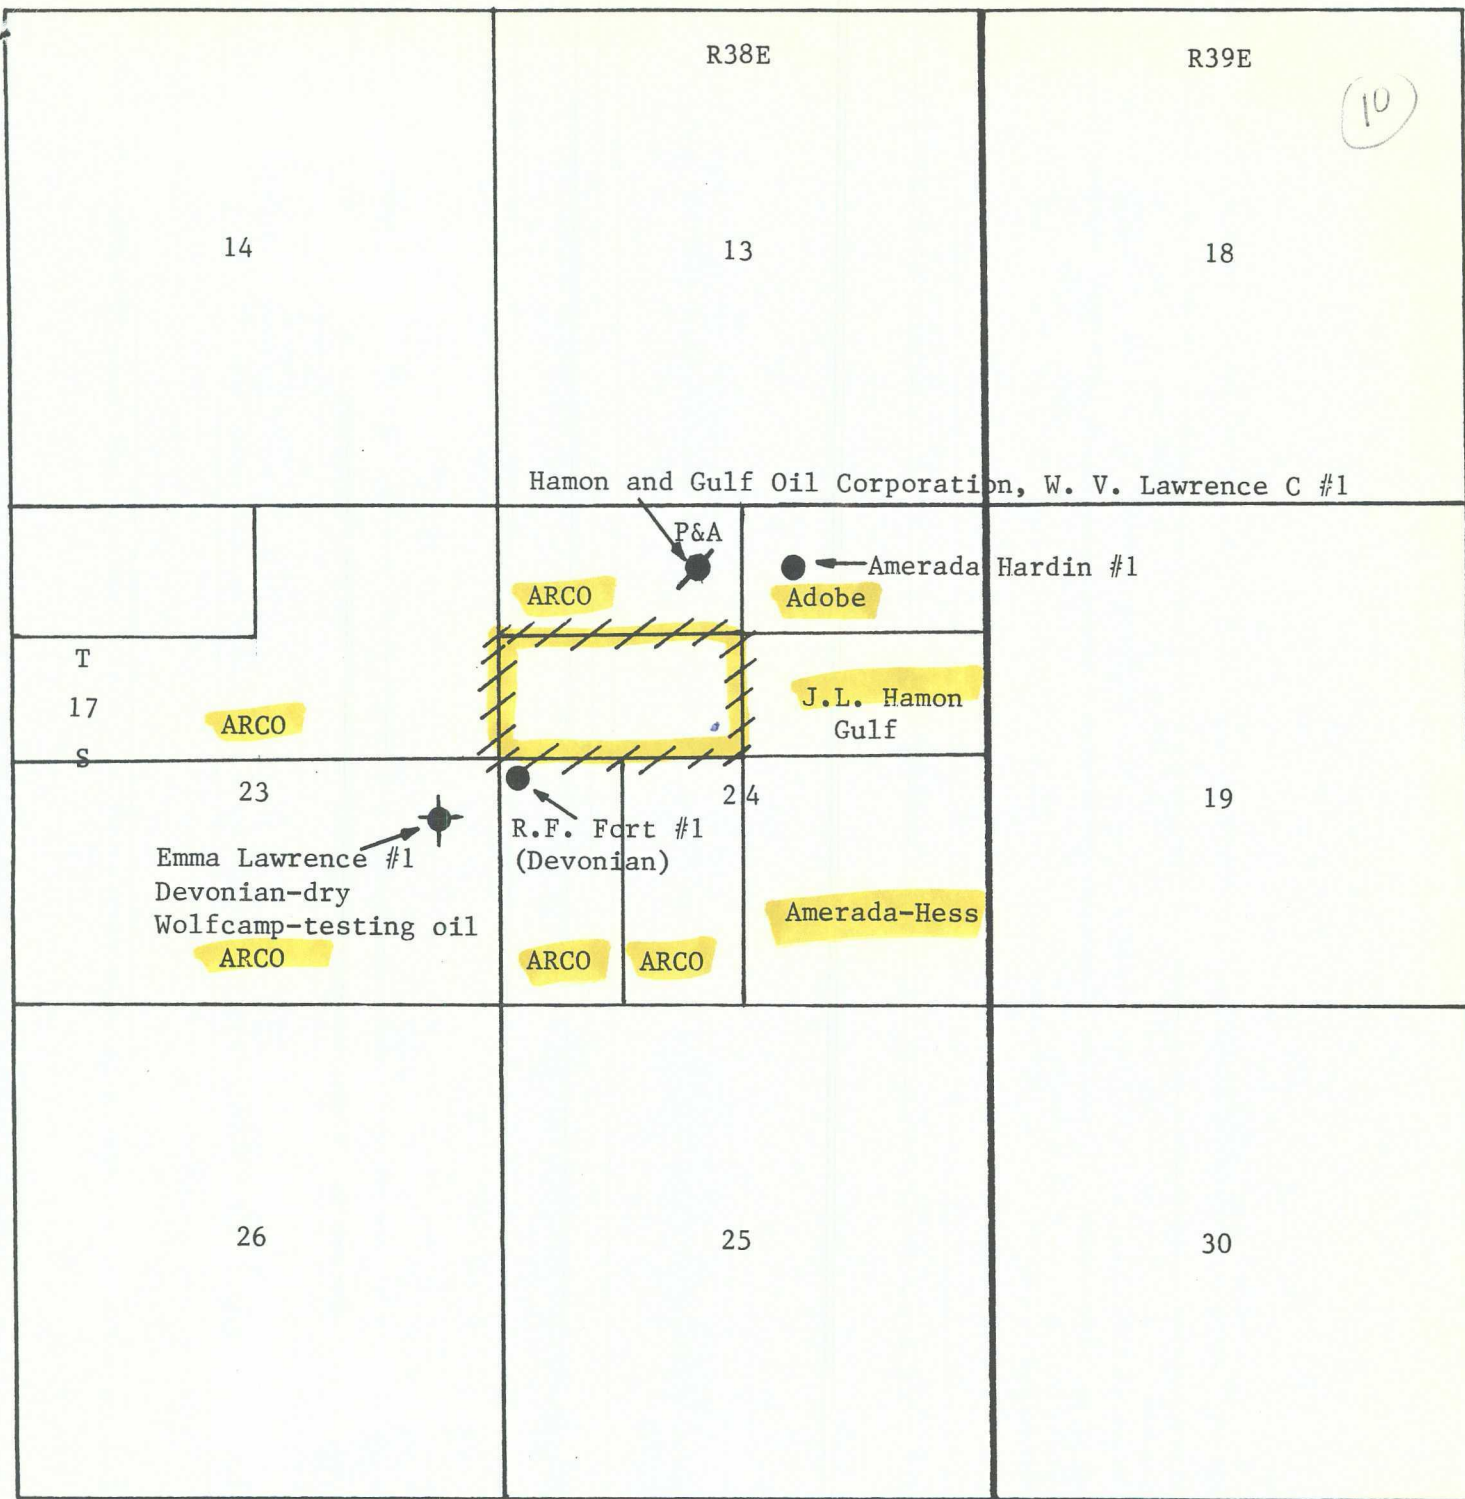 R38E
R39E
10
14
13
18
Hamon and Gulf Oil Corporation, W. V. Lawrence C #1
P&A
Amerada Hardin #1
ARCO
Adobe
T
17
S
ARCO
J.L. Hamon
Gulf
23
24
19
R.F. Fort #1
(Devonian)
Emma Lawrence #1
Devonian-dry
Wolfcamp-testing oil
ARCO
ARCO
ARCO
Amerada-Hess
26
25
30